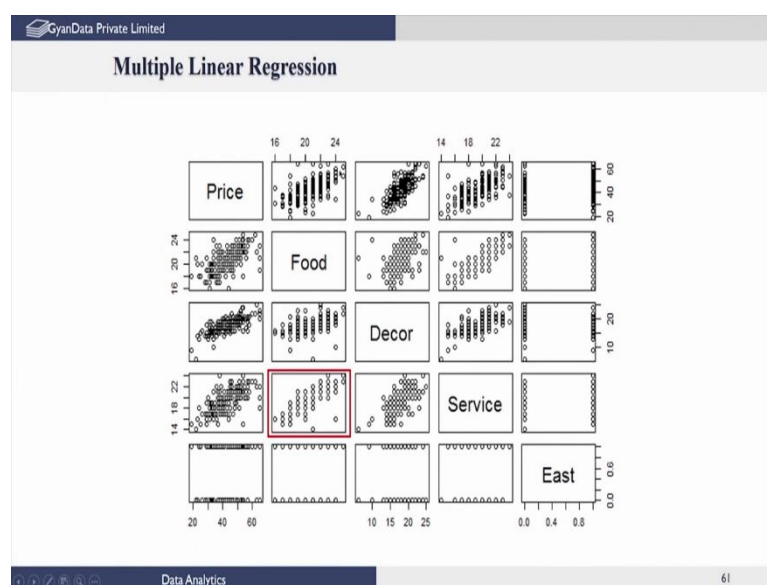 GyanData Private Limited
Multiple Linear Regression
16 20 24 14 18 22
Price
20 40 60
16 20 24
Food
Decor
10 20
14 18 22
Service
East
0.0 0.6
20 40 60 10 15 20 25 0.0 0.4 0.8
Data Analytics 61